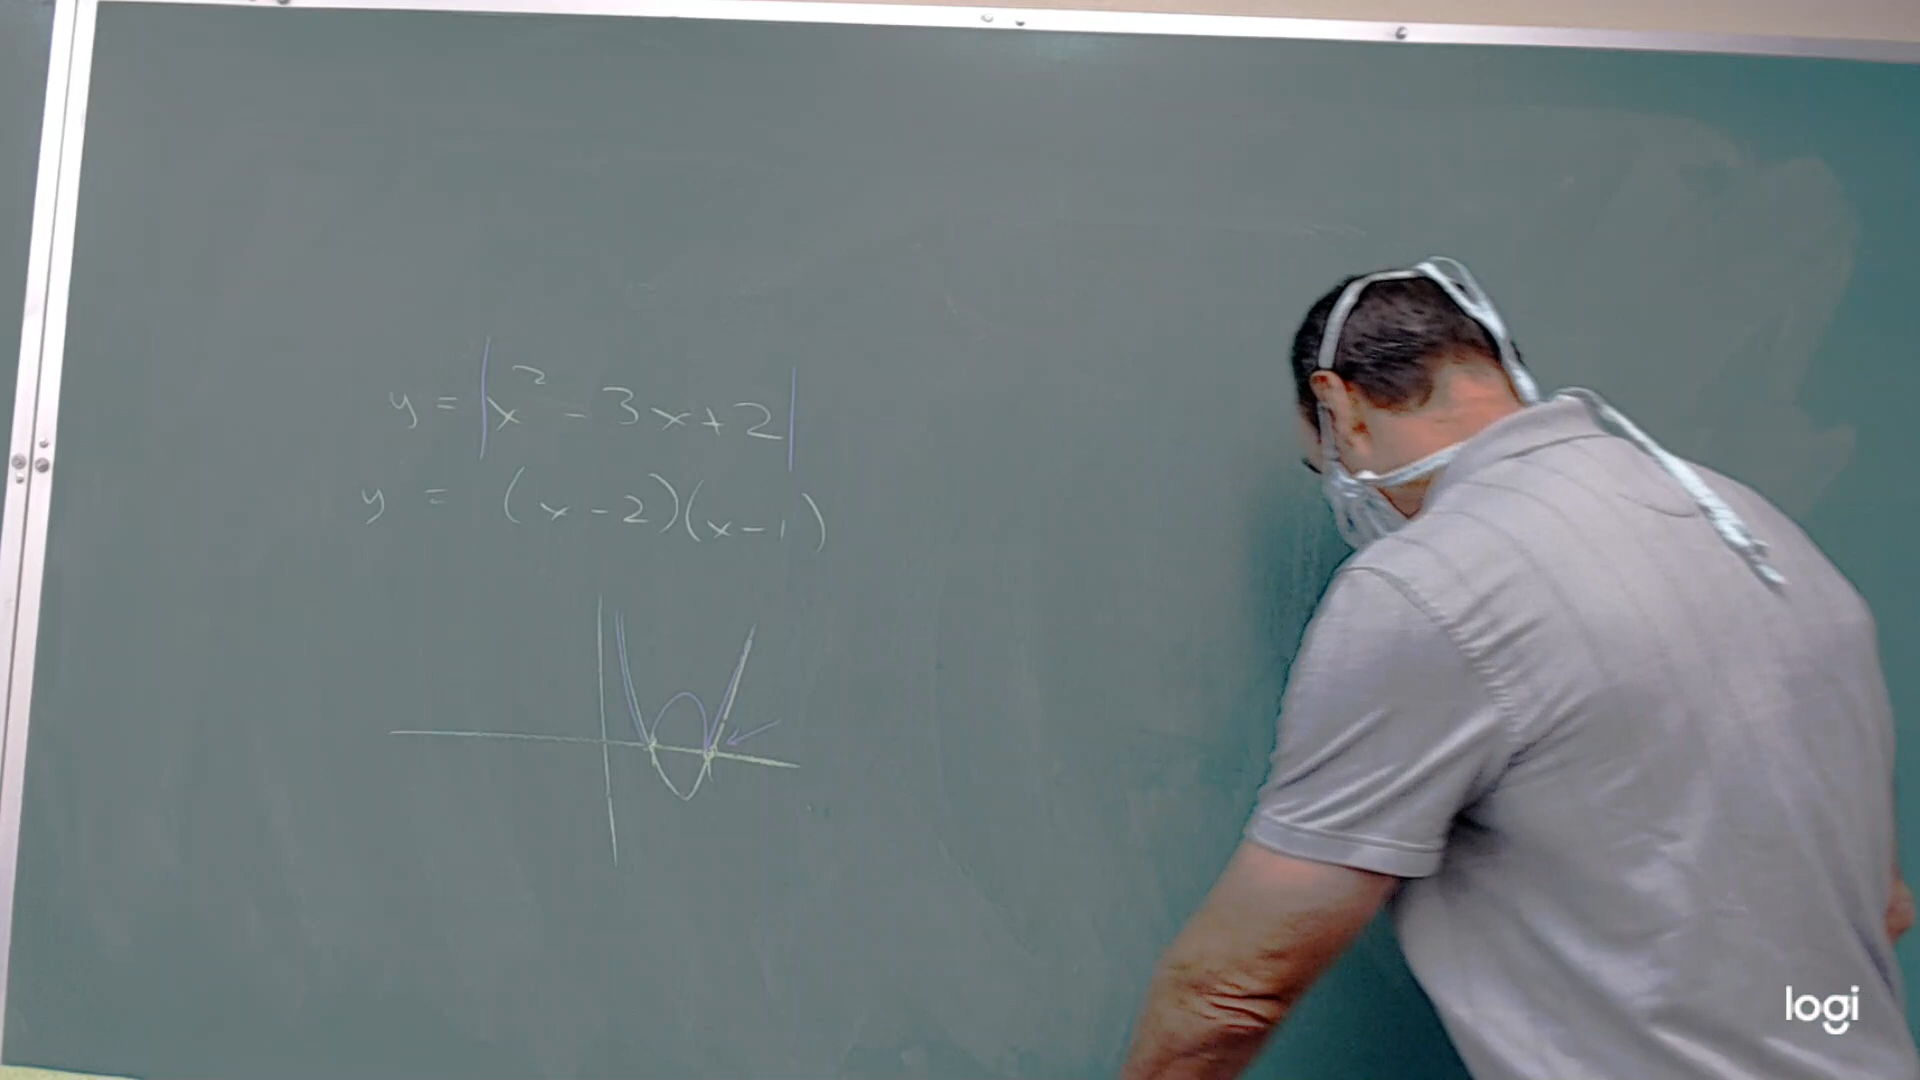 y = |x² - 3x + 2|
y = (x - 2)(x - 1)
logi